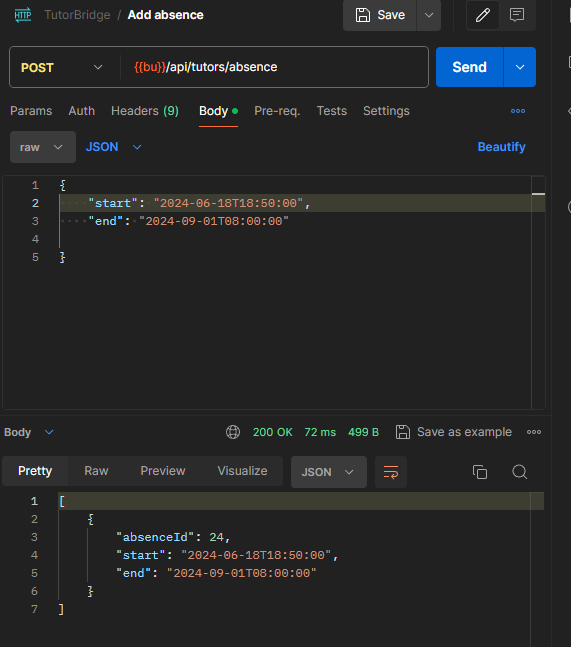 HTTP TutorBridge / Add absence Save
POST {{bu}}/api/tutors/absence Send
Params Auth Headers (9) Body Pre-req. Tests Settings
raw JSON Beautify
1 {
2 "start": "2024-06-18T18:50:00",
3 "end": "2024-09-01T08:00:00"
4
5 }
Body 200 OK 72 ms 499 B Save as example
Pretty Raw Preview Visualize JSON
1 [
2 {
3 "absenceId": 24,
4 "start": "2024-06-18T18:50:00",
5 "end": "2024-09-01T08:00:00"
6 }
7 ]